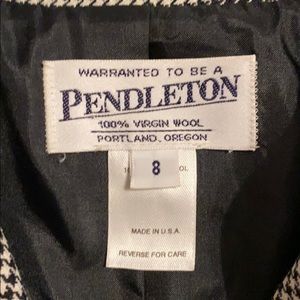 WARRANTED TO BE A
PENDLETON
100% VIRGIN WOOL
PORTLAND, OREGON
8
MADE IN U.S.A.
REVERSE FOR CARE